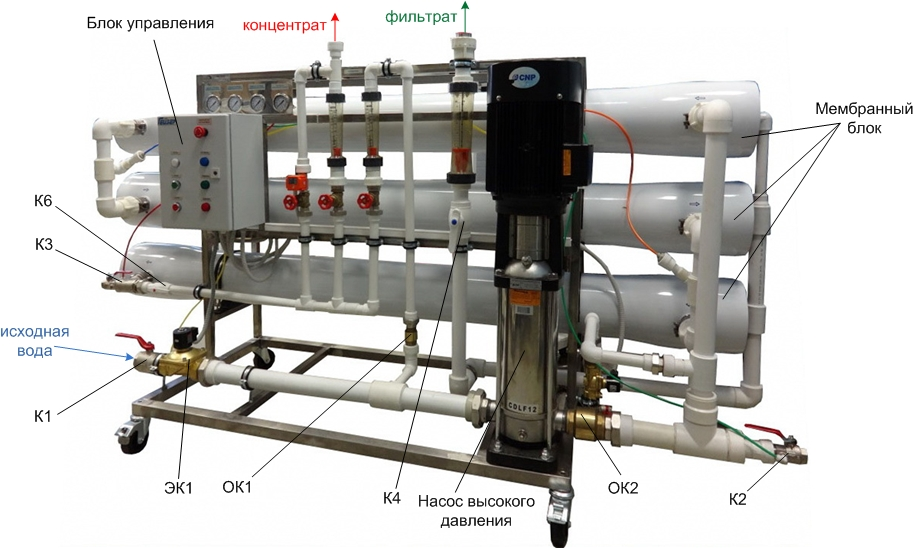 Блок управления
концентрат
фильтрат
CNP
Мембранный
блок
К6
К3
исходная
вода
К1
ЭК1
ОК1
К4
CDLF12
Насос высокого
давления
ОК2
К2